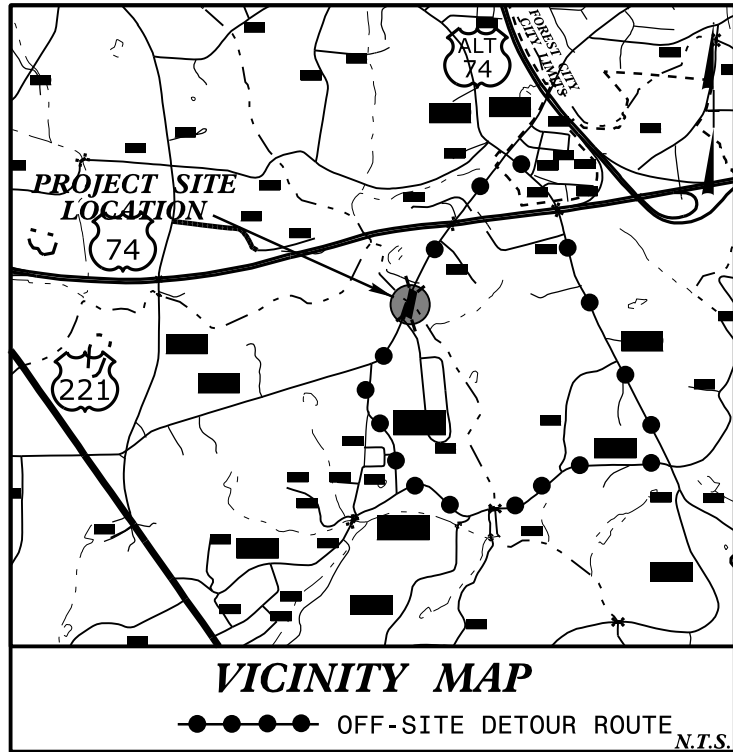 ALT
74
FOREST CITY
CITY LIMITS
PROJECT SITE
LOCATION
74
221
VICINITY MAP
OFF-SITE DETOUR ROUTE
N.T.S.